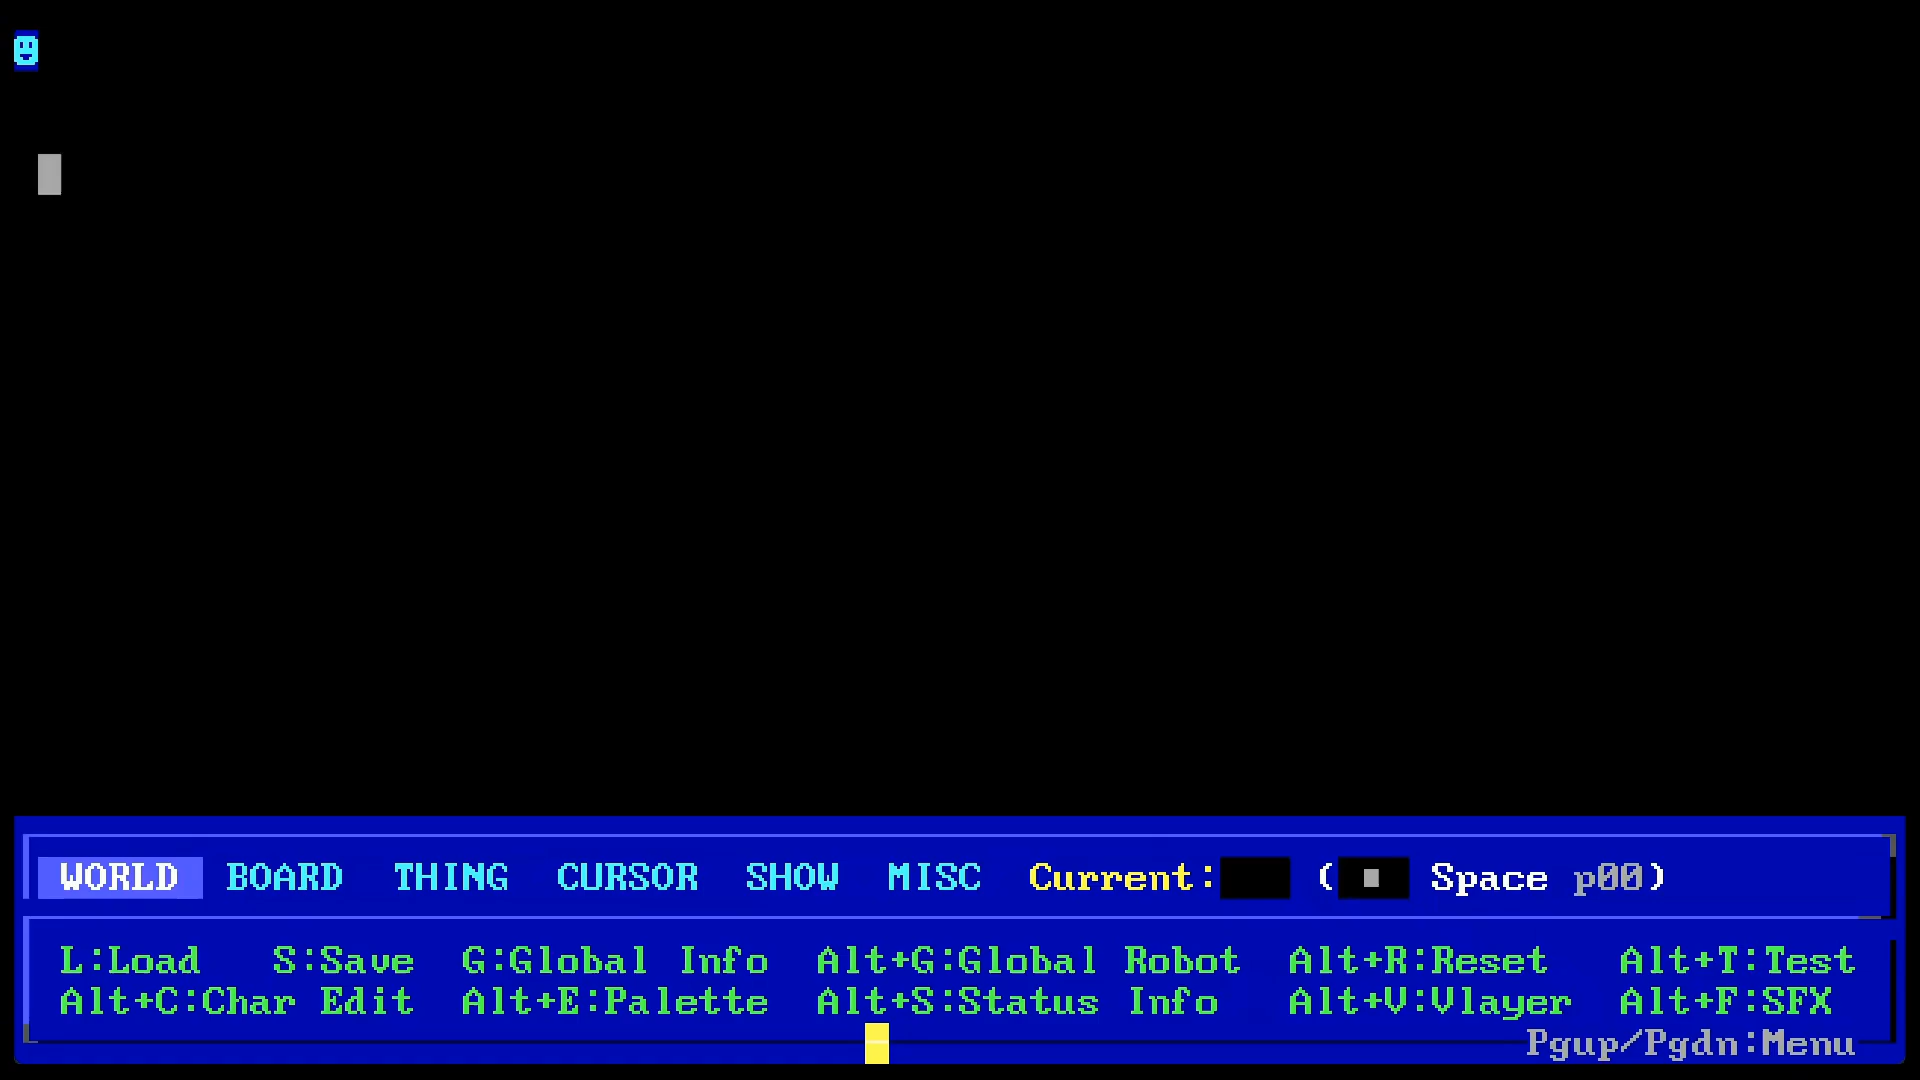 WORLD BOARD THING CURSOR SHOW MISC Current: ( ■ Space p00)
L:Load S:Save G:Global Info Alt+G:Global Robot Alt+R:Reset Alt+T:Test
Alt+C:Char Edit Alt+E:Palette Alt+S:Status Info Alt+V:Vlayer Alt+F:SFX
Pgup/Pgdn:Menu